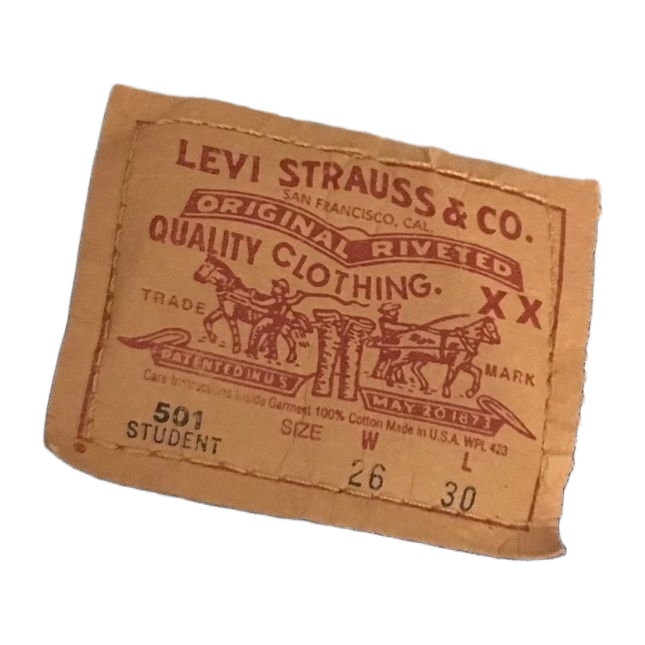 LEVI STRAUSS & CO.
SAN FRANCISCO, CAL.
ORIGINAL RIVETED
QUALITY CLOTHING.
XX
TRADE MARK
PATENTED IN U S MAY 20 1873
Care Instructions Inside Garment 100% Cotton Made in U.S.A. WPL 423
501 SIZE W L
STUDENT 26 30